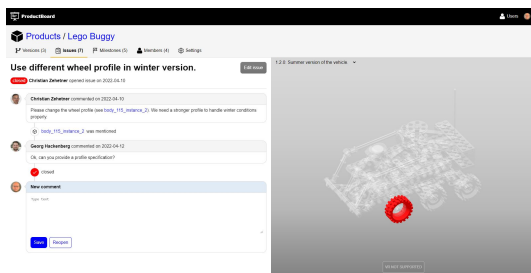 ProductBoard
Users
Products / Lego Buggy
Versions (3)
Issues (7)
Milestones (5)
Members (4)
Settings
Use different wheel profile in winter version.
Edit issue
closed Christian Zehetner opened issue on 2022-04-10
Christian Zehetner commented on 2022-04-10
Please change the wheel profile (see body_115_instance_2). We need a stronger profile to handle winter conditions
properly.
body_115_instance_2 was mentioned
Georg Hackenberg commented on 2022-04-12
Ok, can you provide a profile specification?
closed
New comment
Type text
Save
Reopen
1.2.0: Summer version of the vehicle
VR NOT SUPPORTED